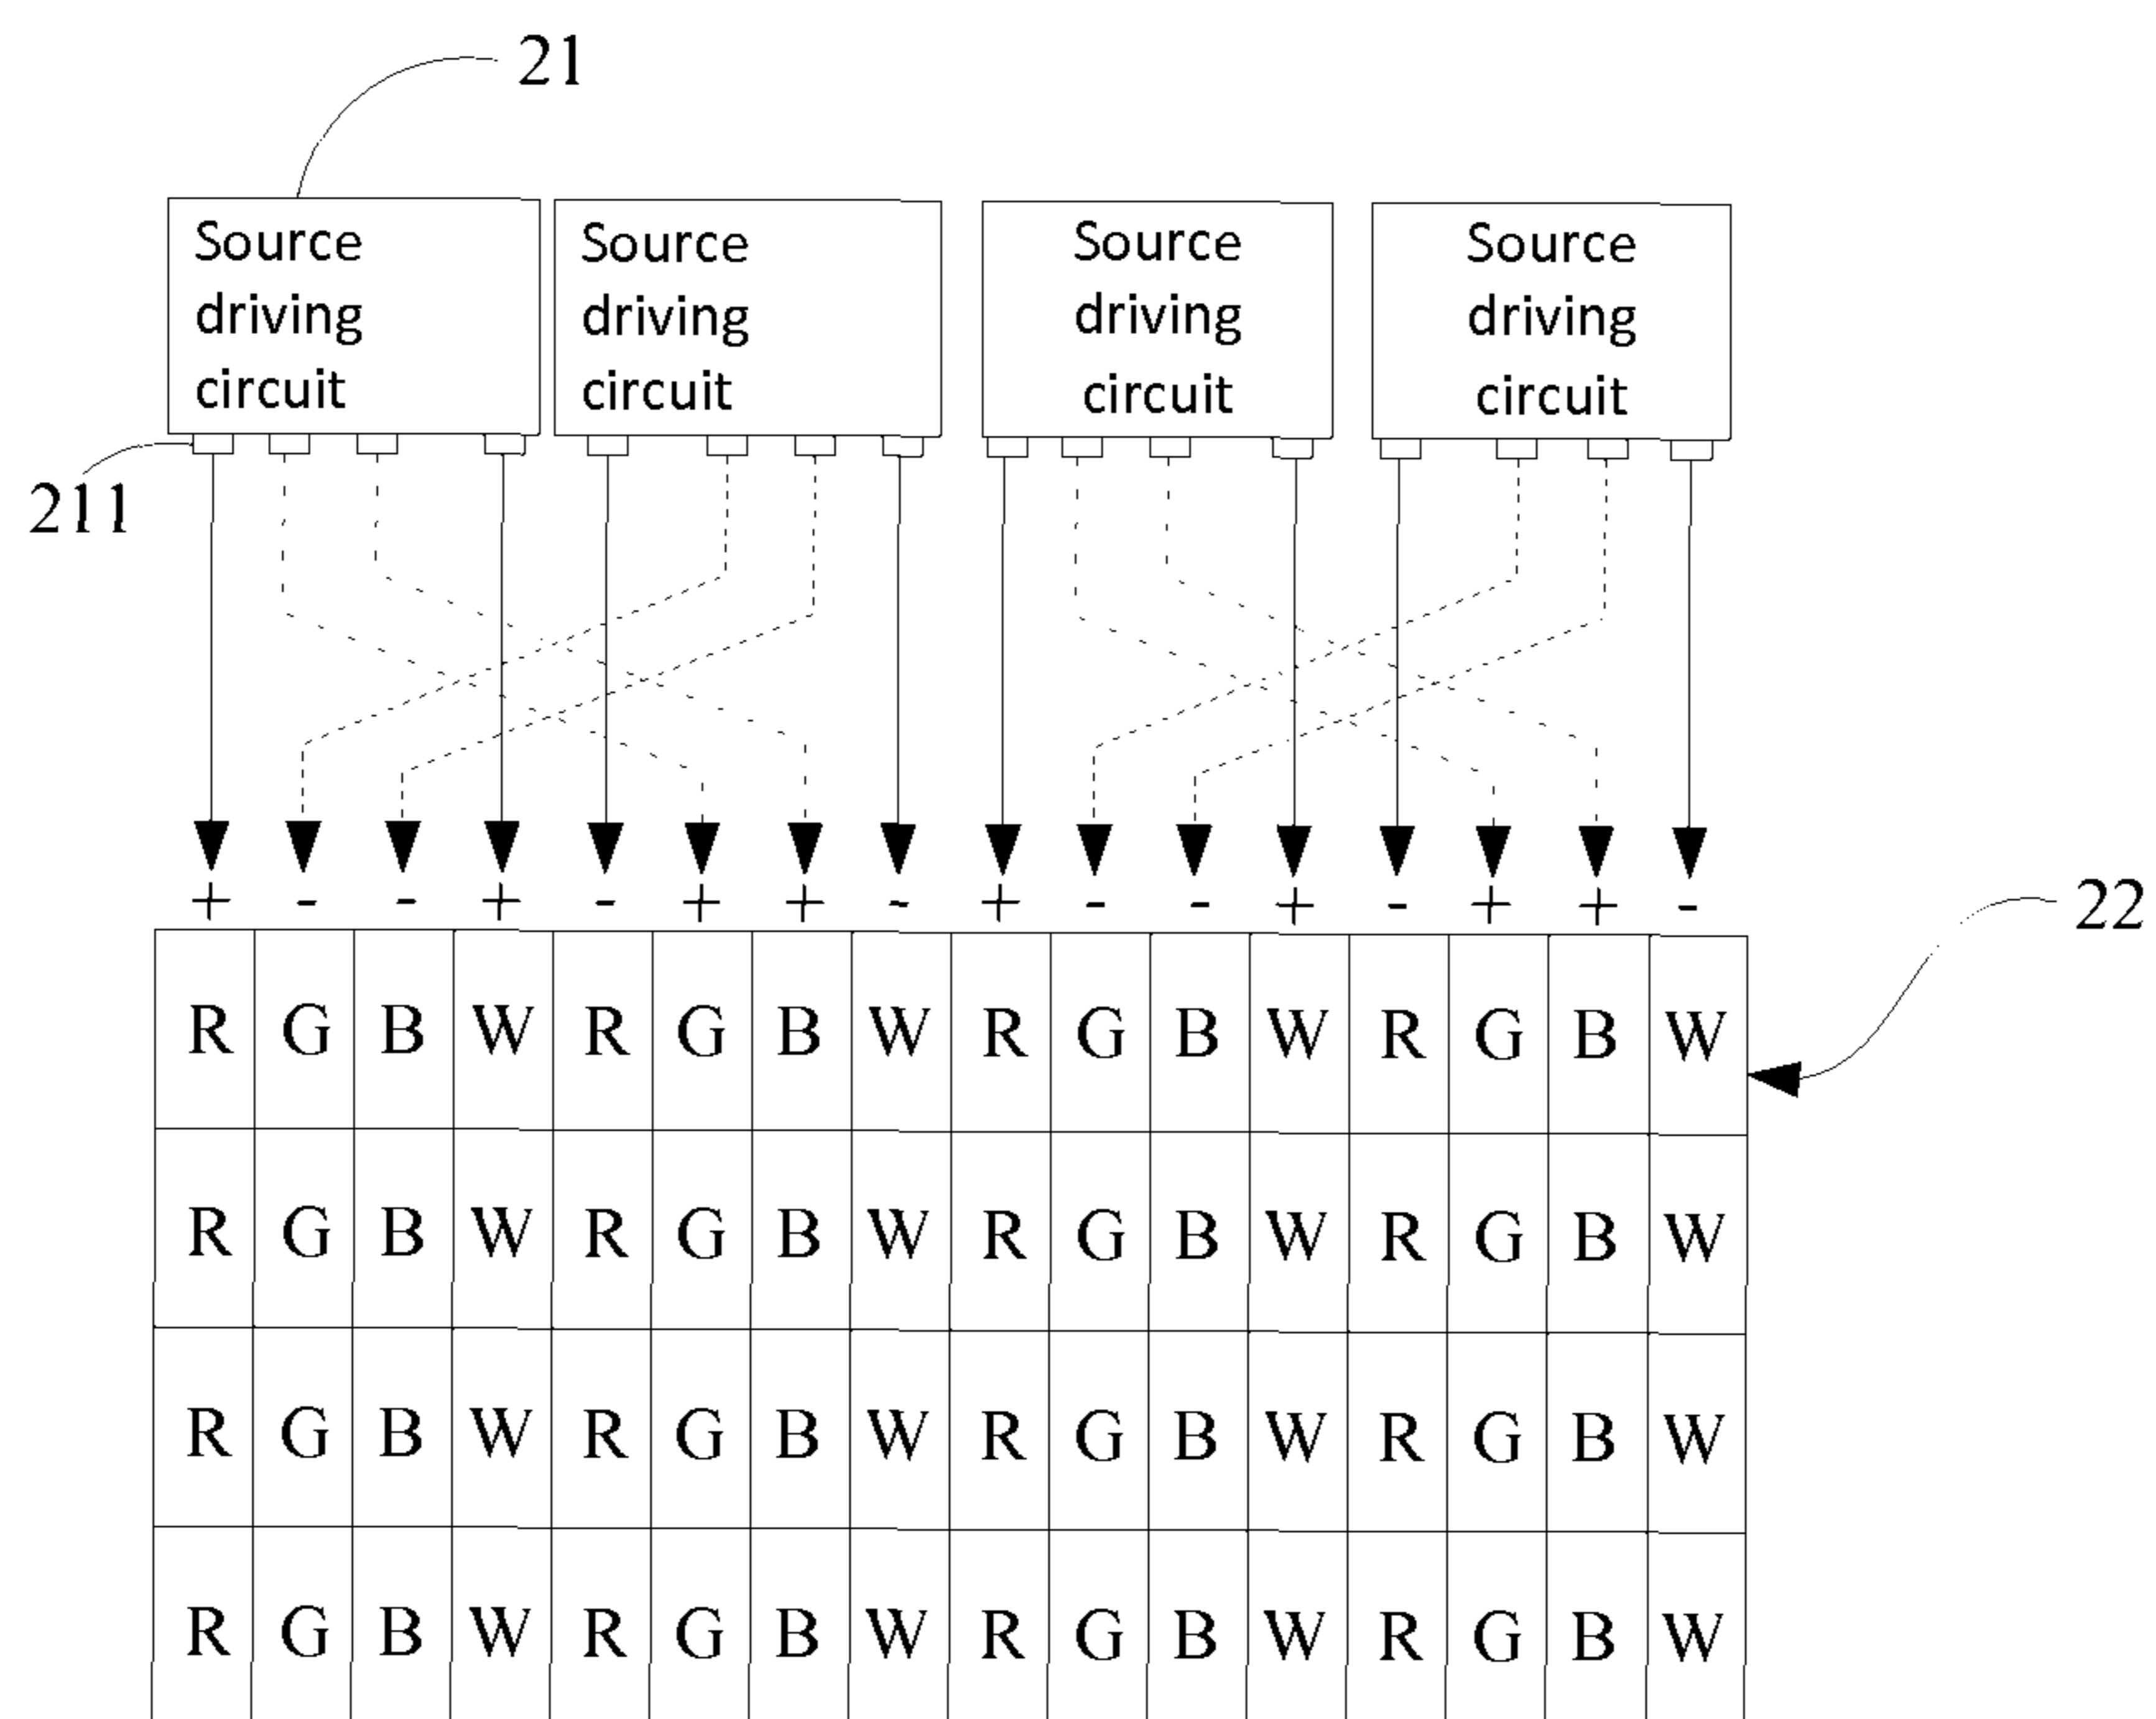 21
Source Source Source Source
driving driving driving driving
circuit circuit circuit circuit
211
+ - - + - + + - + - - + - + + -
22
R G B W R G B W R G B W R G B W
R G B W R G B W R G B W R G B W
R G B W R G B W R G B W R G B W
R G B W R G B W R G B W R G B W